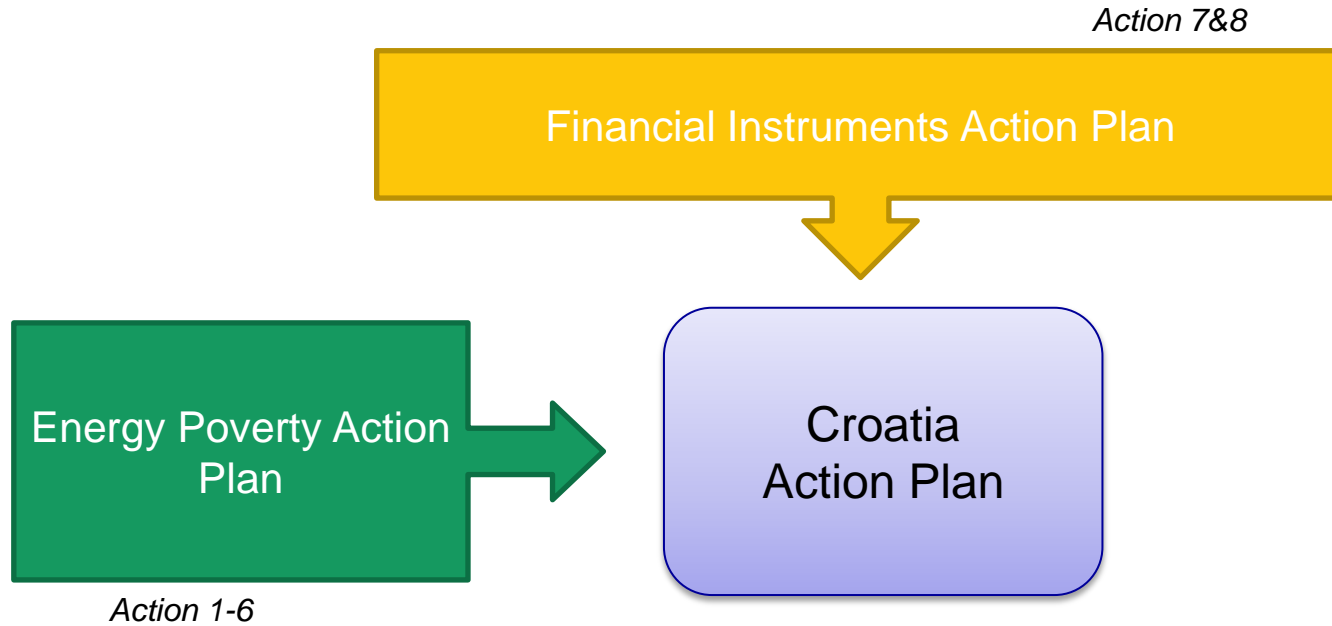 Action 7&8
Financial Instruments Action Plan
Energy Poverty Action
Plan
Croatia
Action Plan
Action 1-6